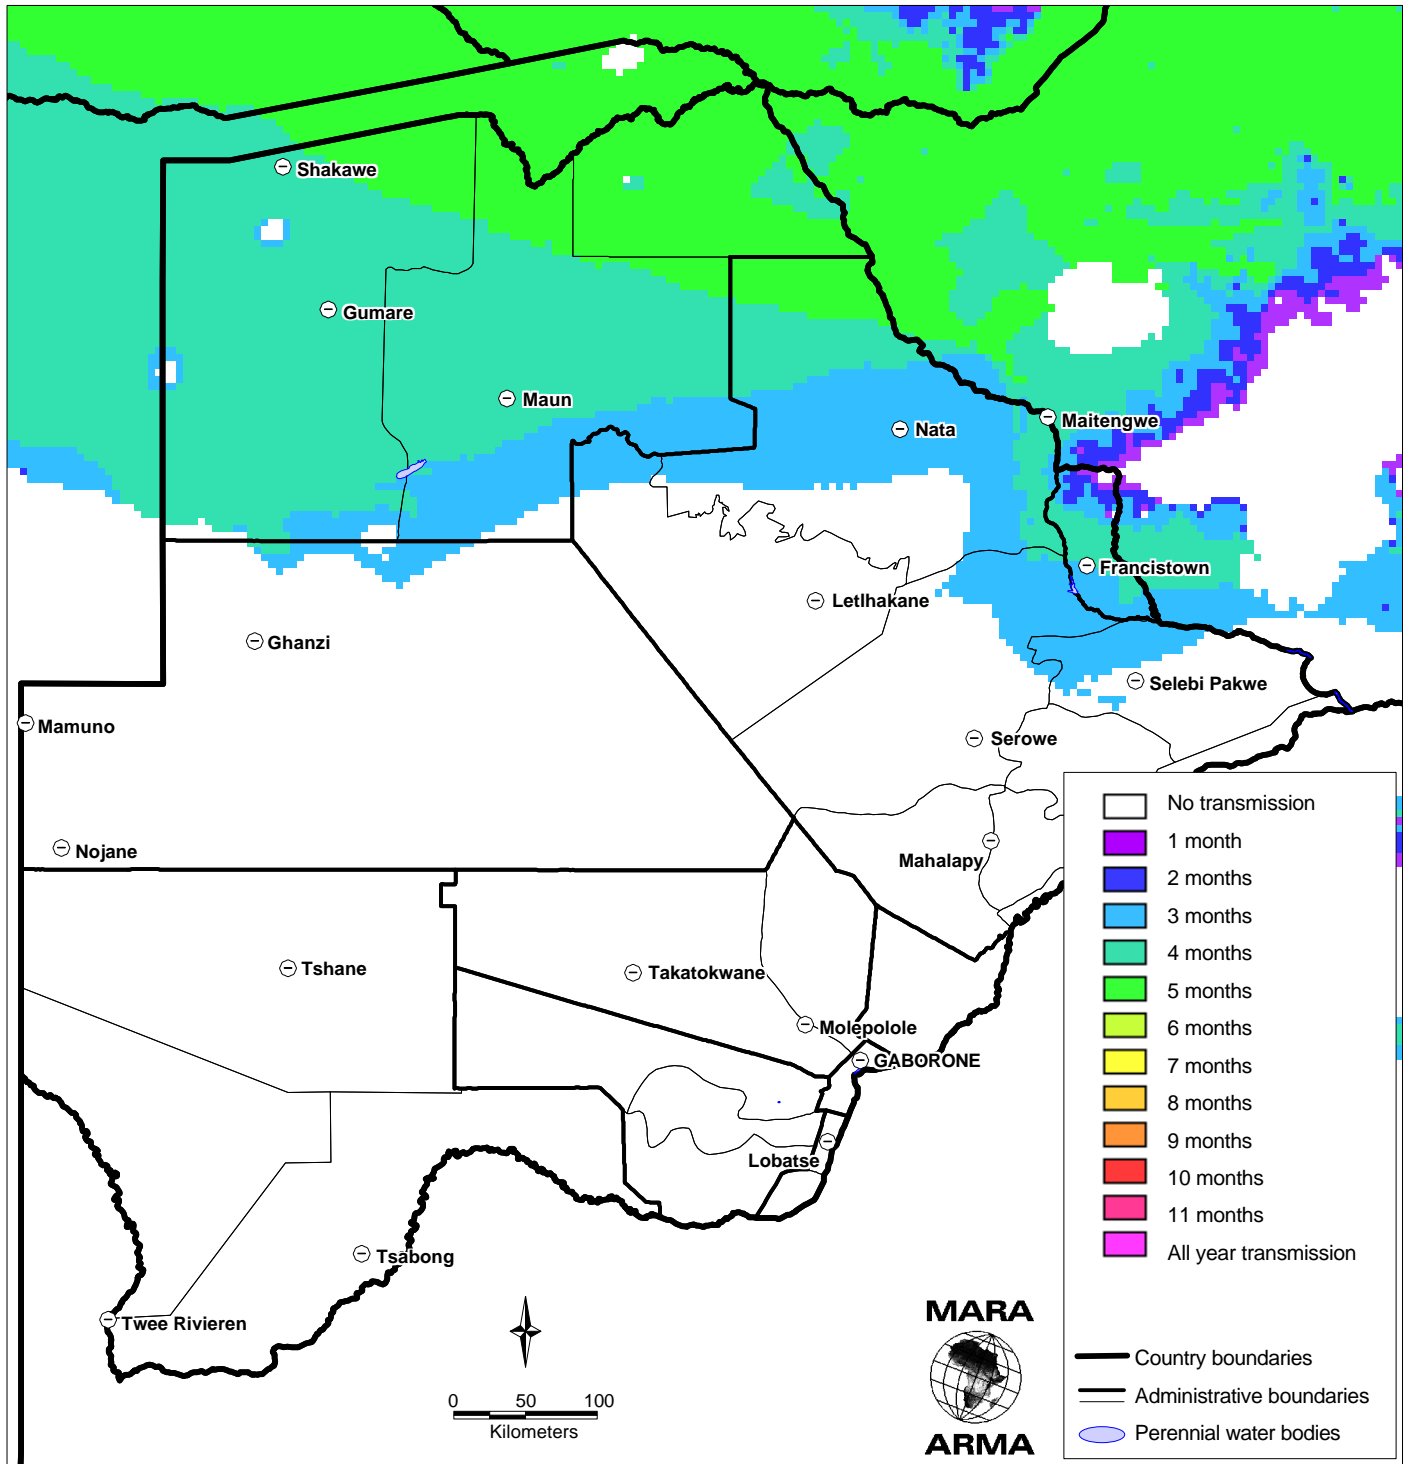 Shakawe
Gumare
Maun
Nata
Maitengwe
Francistown
Letlhakane
Ghanzi
Selebi Pakwe
Mamuno
Serowe
Nojane
Mahalapy
Tshane
Takatokwane
Molepolole
GABORONE
Lobatse
Tsabong
Twee Rivieren
No transmission
1 month
2 months
3 months
4 months
5 months
6 months
7 months
8 months
9 months
10 months
11 months
All year transmission
Country boundaries
Administrative boundaries
Perennial water bodies
MARA
ARMA
0 50 100
Kilometers